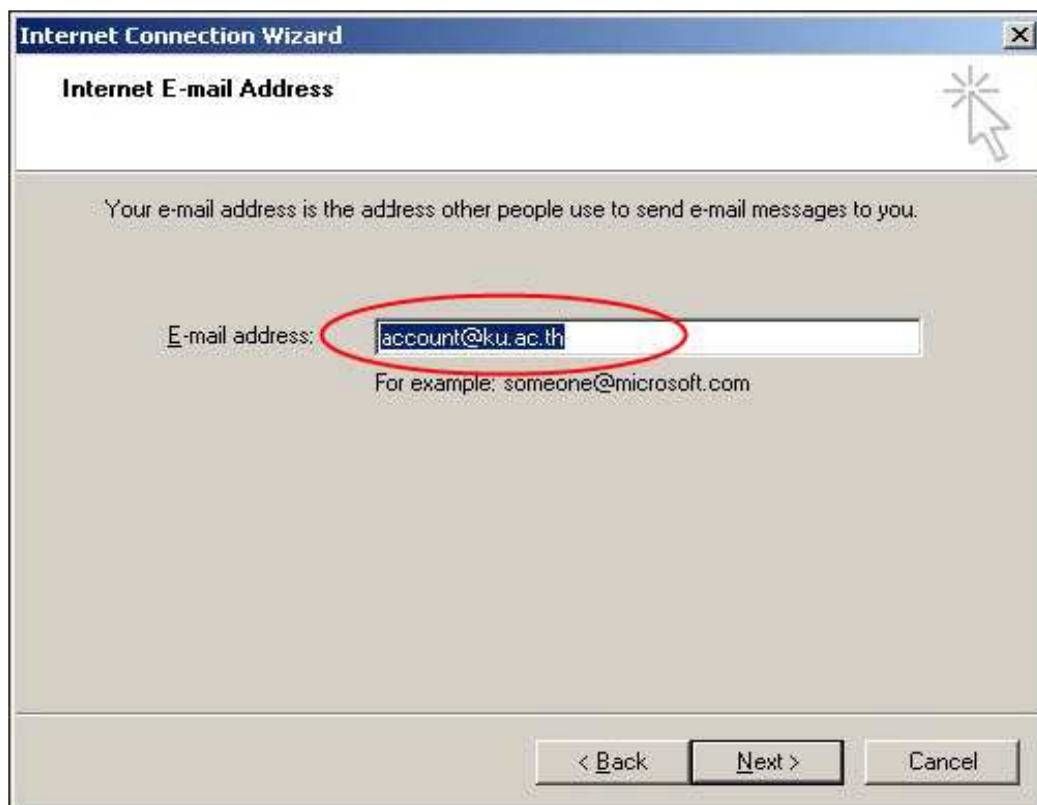 Internet Connection Wizard
Internet E-mail Address
Your e-mail address is the address other people use to send e-mail messages to you.
E-mail address: account@ku.ac.th
For example: someone@microsoft.com
< Back Next > Cancel